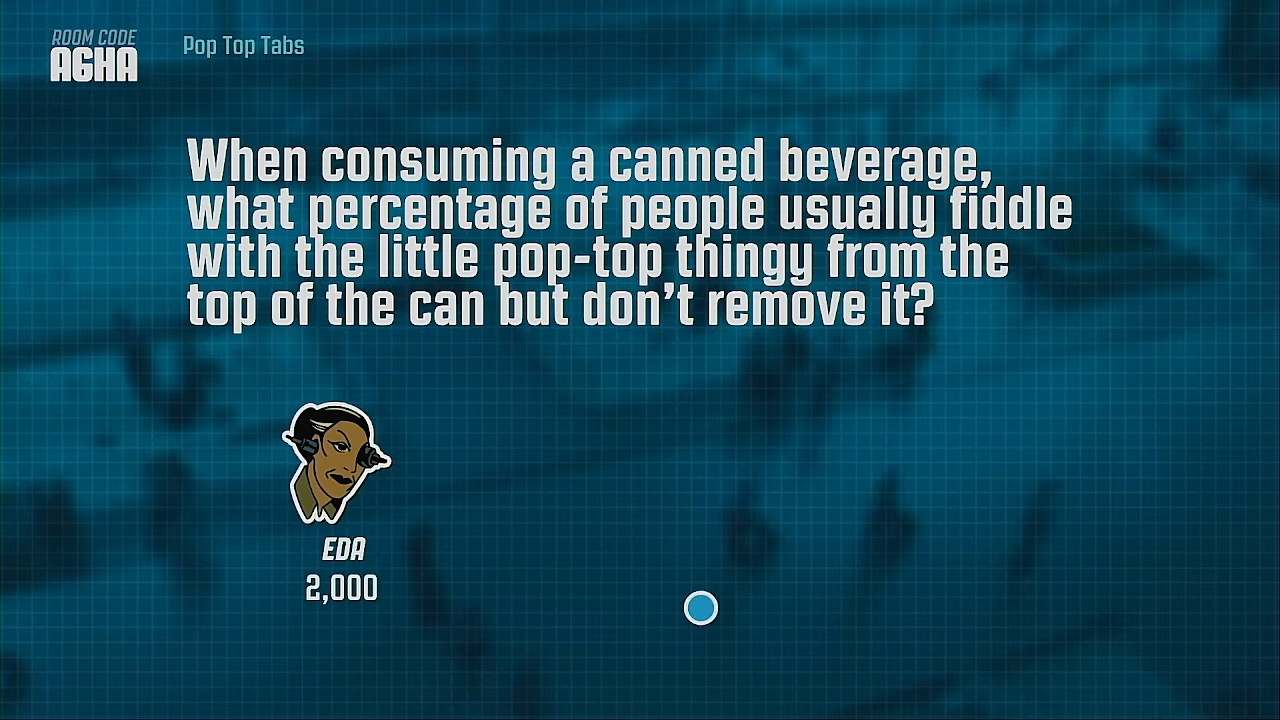 ROOM CODE
AGHA
Pop Top Tabs
When consuming a canned beverage,
what percentage of people usually fiddle
with the little pop-top thingy from the
top of the can but don’t remove it?
EDA
2,000